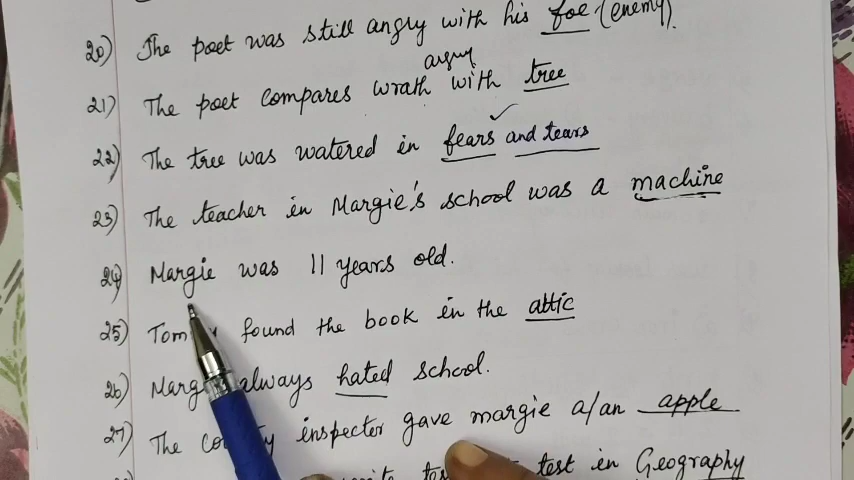 20) The poet was still angry with his foe (enemy).
angry
21) The poet compares wrath with tree
22) The tree was watered in fears and tears
23) The teacher in Margie's school was a machine
24) Margie was 11 years old.
25) Tommy found the book in the attic
26) Margie always hated school.
27) The county inspector gave margie a/an apple
test in Geography